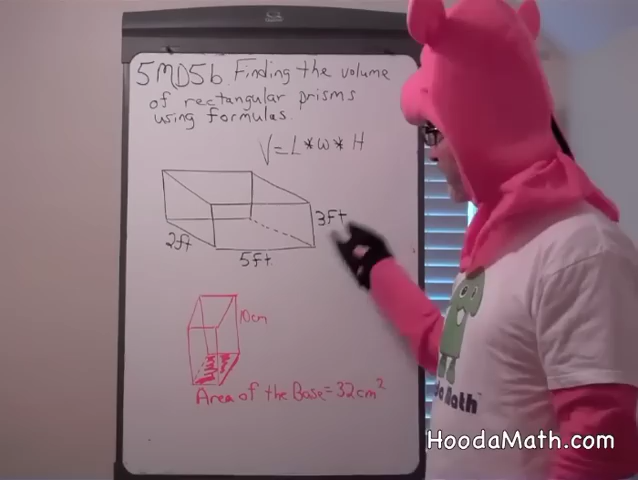 5MD5b Finding the volume
of rectangular prisms
using formulas.
V=L*w*H
3ft
2ft
5ft
10cm
Area of the Base=32cm²
Math
HoodaMath.com